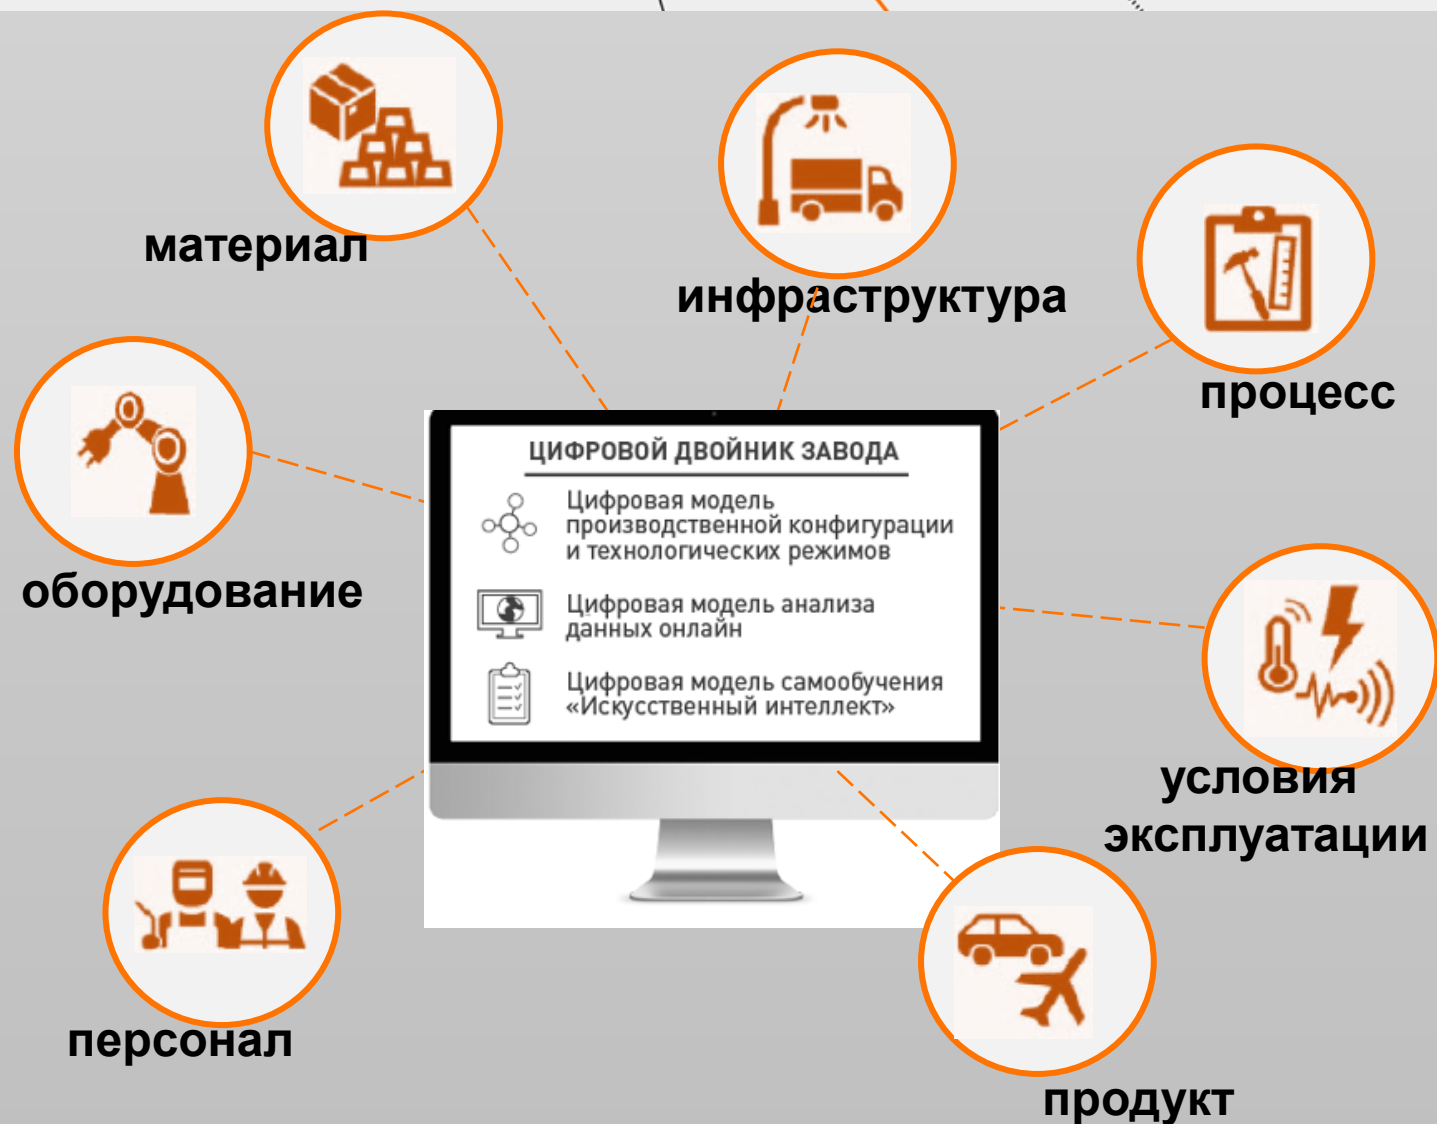 материал
инфраструктура
процесс
ЦИФРОВОЙ ДВОЙНИК ЗАВОДА
Цифровая модель
производственной конфигурации
и технологических режимов
Цифровая модель анализа
данных онлайн
Цифровая модель самообучения
«Искусственный интеллект»
оборудование
условия
эксплуатации
персонал
продукт